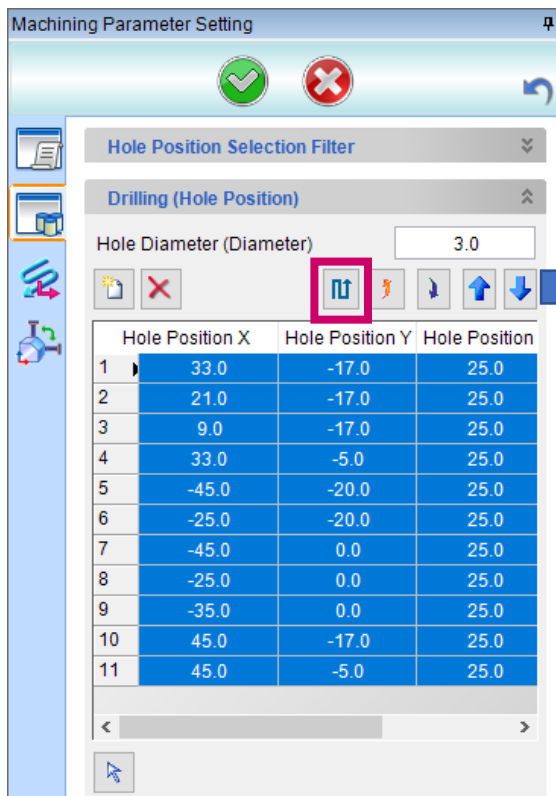 Machining Parameter Setting
Hole Position Selection Filter
Drilling (Hole Position)
Hole Diameter (Diameter) 3.0
Hole Position X Hole Position Y Hole Position
1 33.0 -17.0 25.0
2 21.0 -17.0 25.0
3 9.0 -17.0 25.0
4 33.0 -5.0 25.0
5 -45.0 -20.0 25.0
6 -25.0 -20.0 25.0
7 -45.0 0.0 25.0
8 -25.0 0.0 25.0
9 -35.0 0.0 25.0
10 45.0 -17.0 25.0
11 45.0 -5.0 25.0